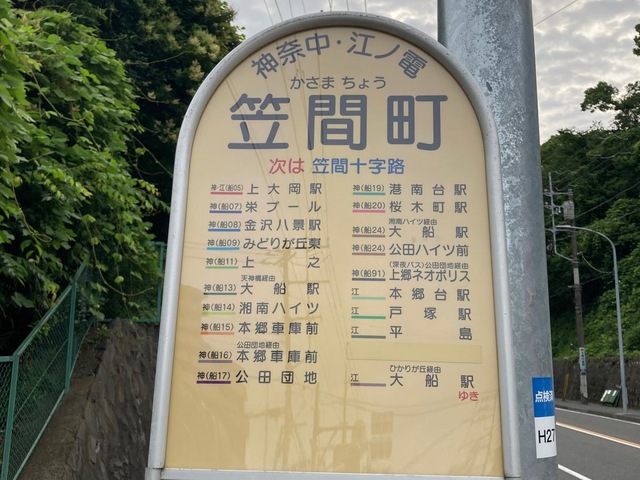 神奈中・江ノ電
かさま ちょう
笠間町
次は 笠間十字路
神・江(船05) 上大岡駅
神(船07) 栄プール
神(船08) 金沢八景駅
神(船09) みどりが丘東
神(船11) 上之
天神橋経由
神(船13) 大船駅
神(船14) 湘南ハイツ
神(船15) 本郷車庫前
公田団地経由
神(船16) 本郷車庫前
神(船17) 公田団地
神(船19) 港南台駅
神(船20) 桜木町駅
湘南ハイツ経由
神(船24) 大船駅
神(船24) 公田ハイツ前
(深夜バス)公田団地経由
神(船91) 上郷ネオポリス
江 本郷台駅
江 戸塚駅
江 平島
ひかりが丘経由
江 大船駅
ゆき
点検済
H27